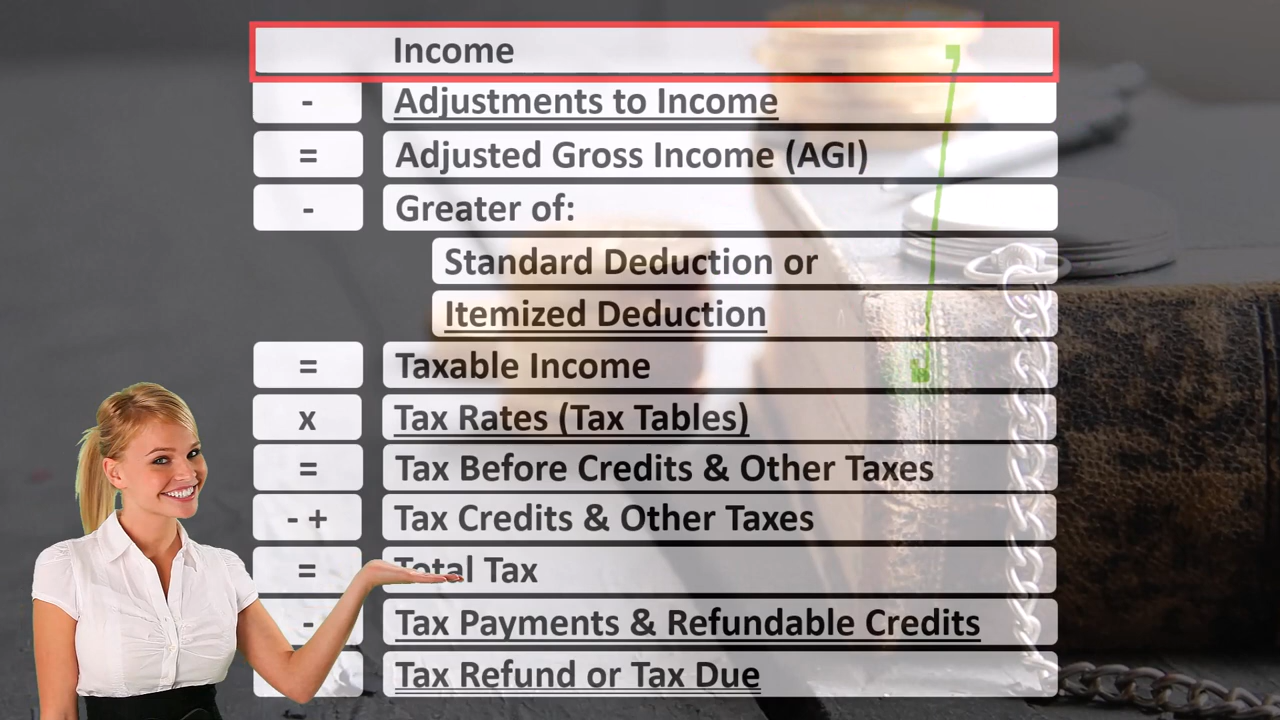 Income
- Adjustments to Income
= Adjusted Gross Income (AGI)
- Greater of:
Standard Deduction or
Itemized Deduction
= Taxable Income
x Tax Rates (Tax Tables)
= Tax Before Credits & Other Taxes
- + Tax Credits & Other Taxes
= Total Tax
- Tax Payments & Refundable Credits
Tax Refund or Tax Due